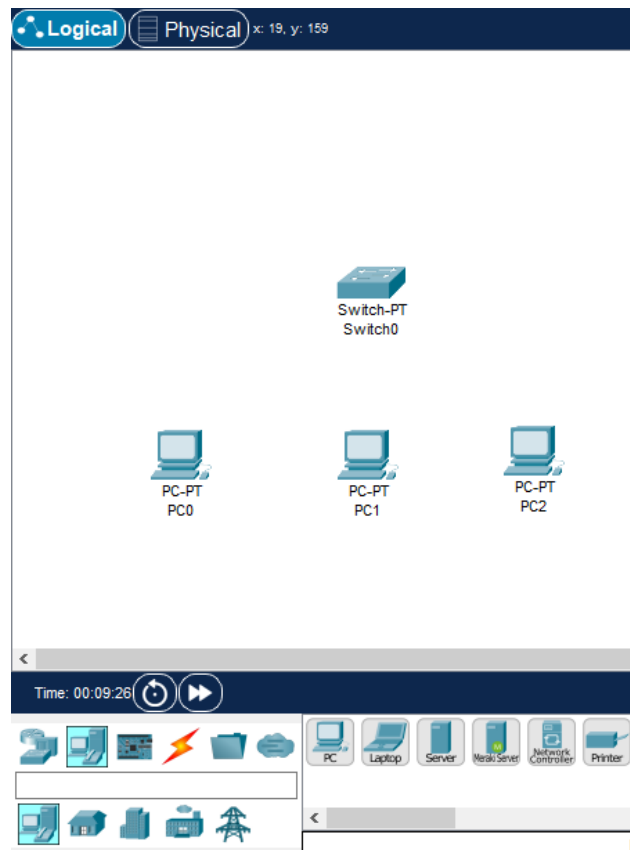 Logical Physical x: 19, y: 159
Switch-PT
Switch0
PC-PT PC-PT PC-PT
PC0 PC1 PC2
Time: 00:09:26
PC Laptop Server Meraki Server Network Controller Printer